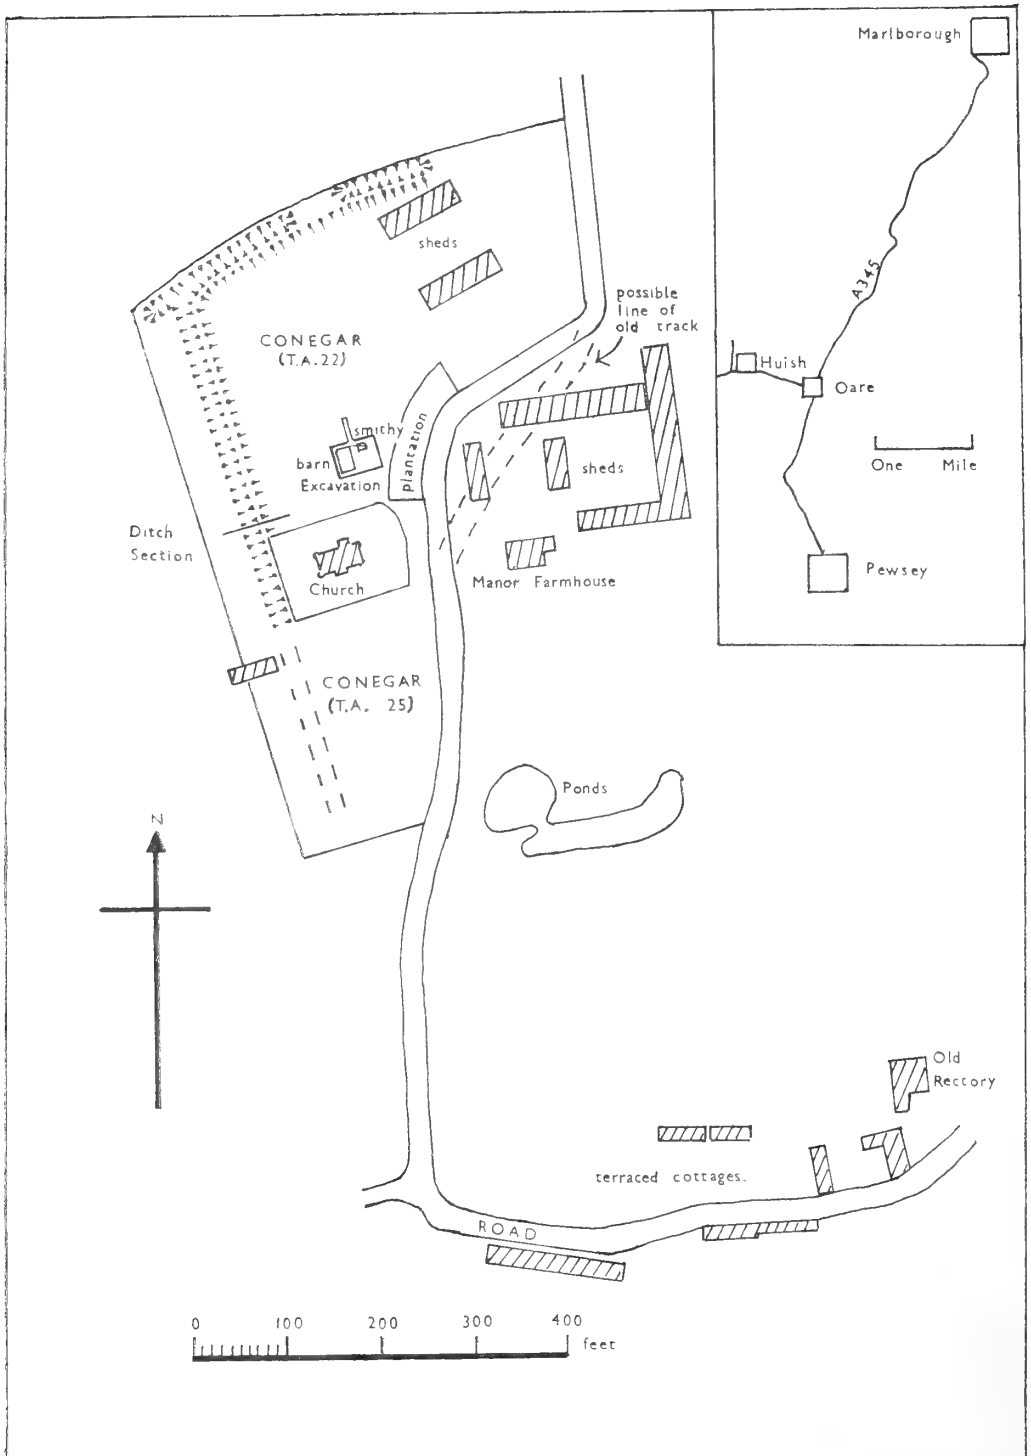 Marlborough
A345
Huish
Oare
One Mile
Pewsey
sheds
possible
line of
old track
CONEGAR
(T.A.22)
plantation
smithy
barn
Excavation
sheds
Ditch
Section
Church
Manor Farmhouse
CONEGAR
(T.A. 25)
Ponds
N
Old
Rectory
terraced cottages.
ROAD
0 100 200 300 400
feet